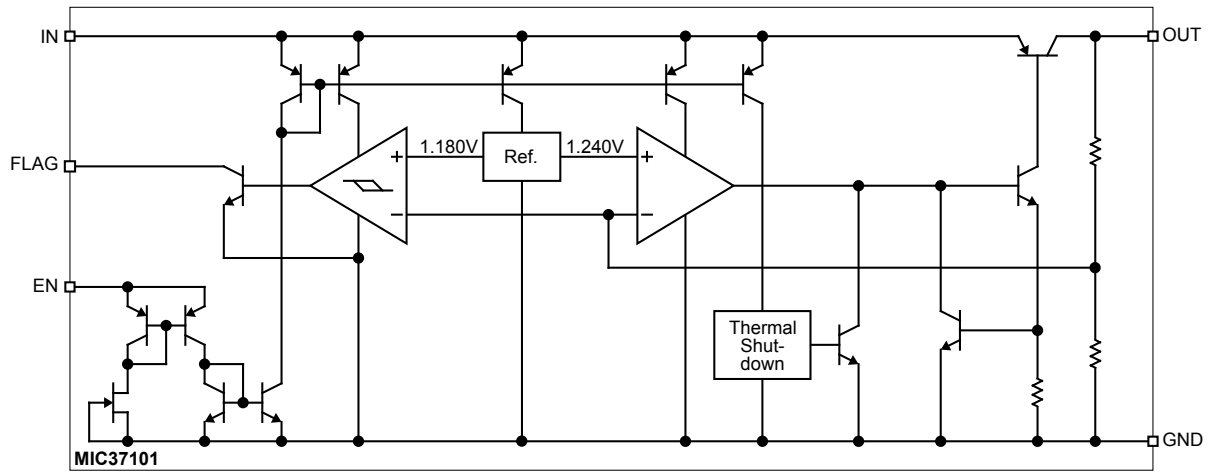 IN
OUT
FLAG
+
1.180V
Ref.
1.240V
+
−
−
EN
Thermal
Shut-
down
GND
MIC37101